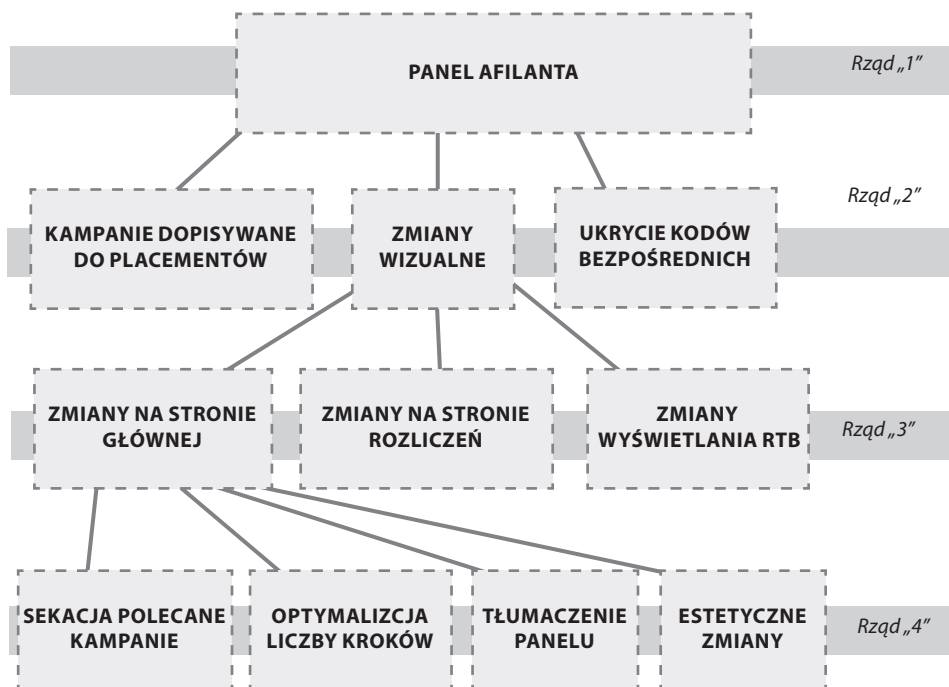 PANEL AFILANTA
Rząd „1”
Rząd „2”
KAMPANIE DOPISYWANE
DO PLACEMENTÓW
ZMIANY
WIZUALNE
UKRYCIE KODÓW
BEZPOŚREDNICH
ZMIANY NA STRONIE
GŁÓWNEJ
ZMIANY NA STRONIE
ROZLICZEŃ
ZMIANY
WYŚWIETLANIA RTB
Rząd „3”
SEKACJA POLECANE
KAMPANIE
OPTYMALIZCJA
LICZBY KROKÓW
TŁUMACZENIE
PANELU
ESTETYCZNE
ZMIANY
Rząd „4”